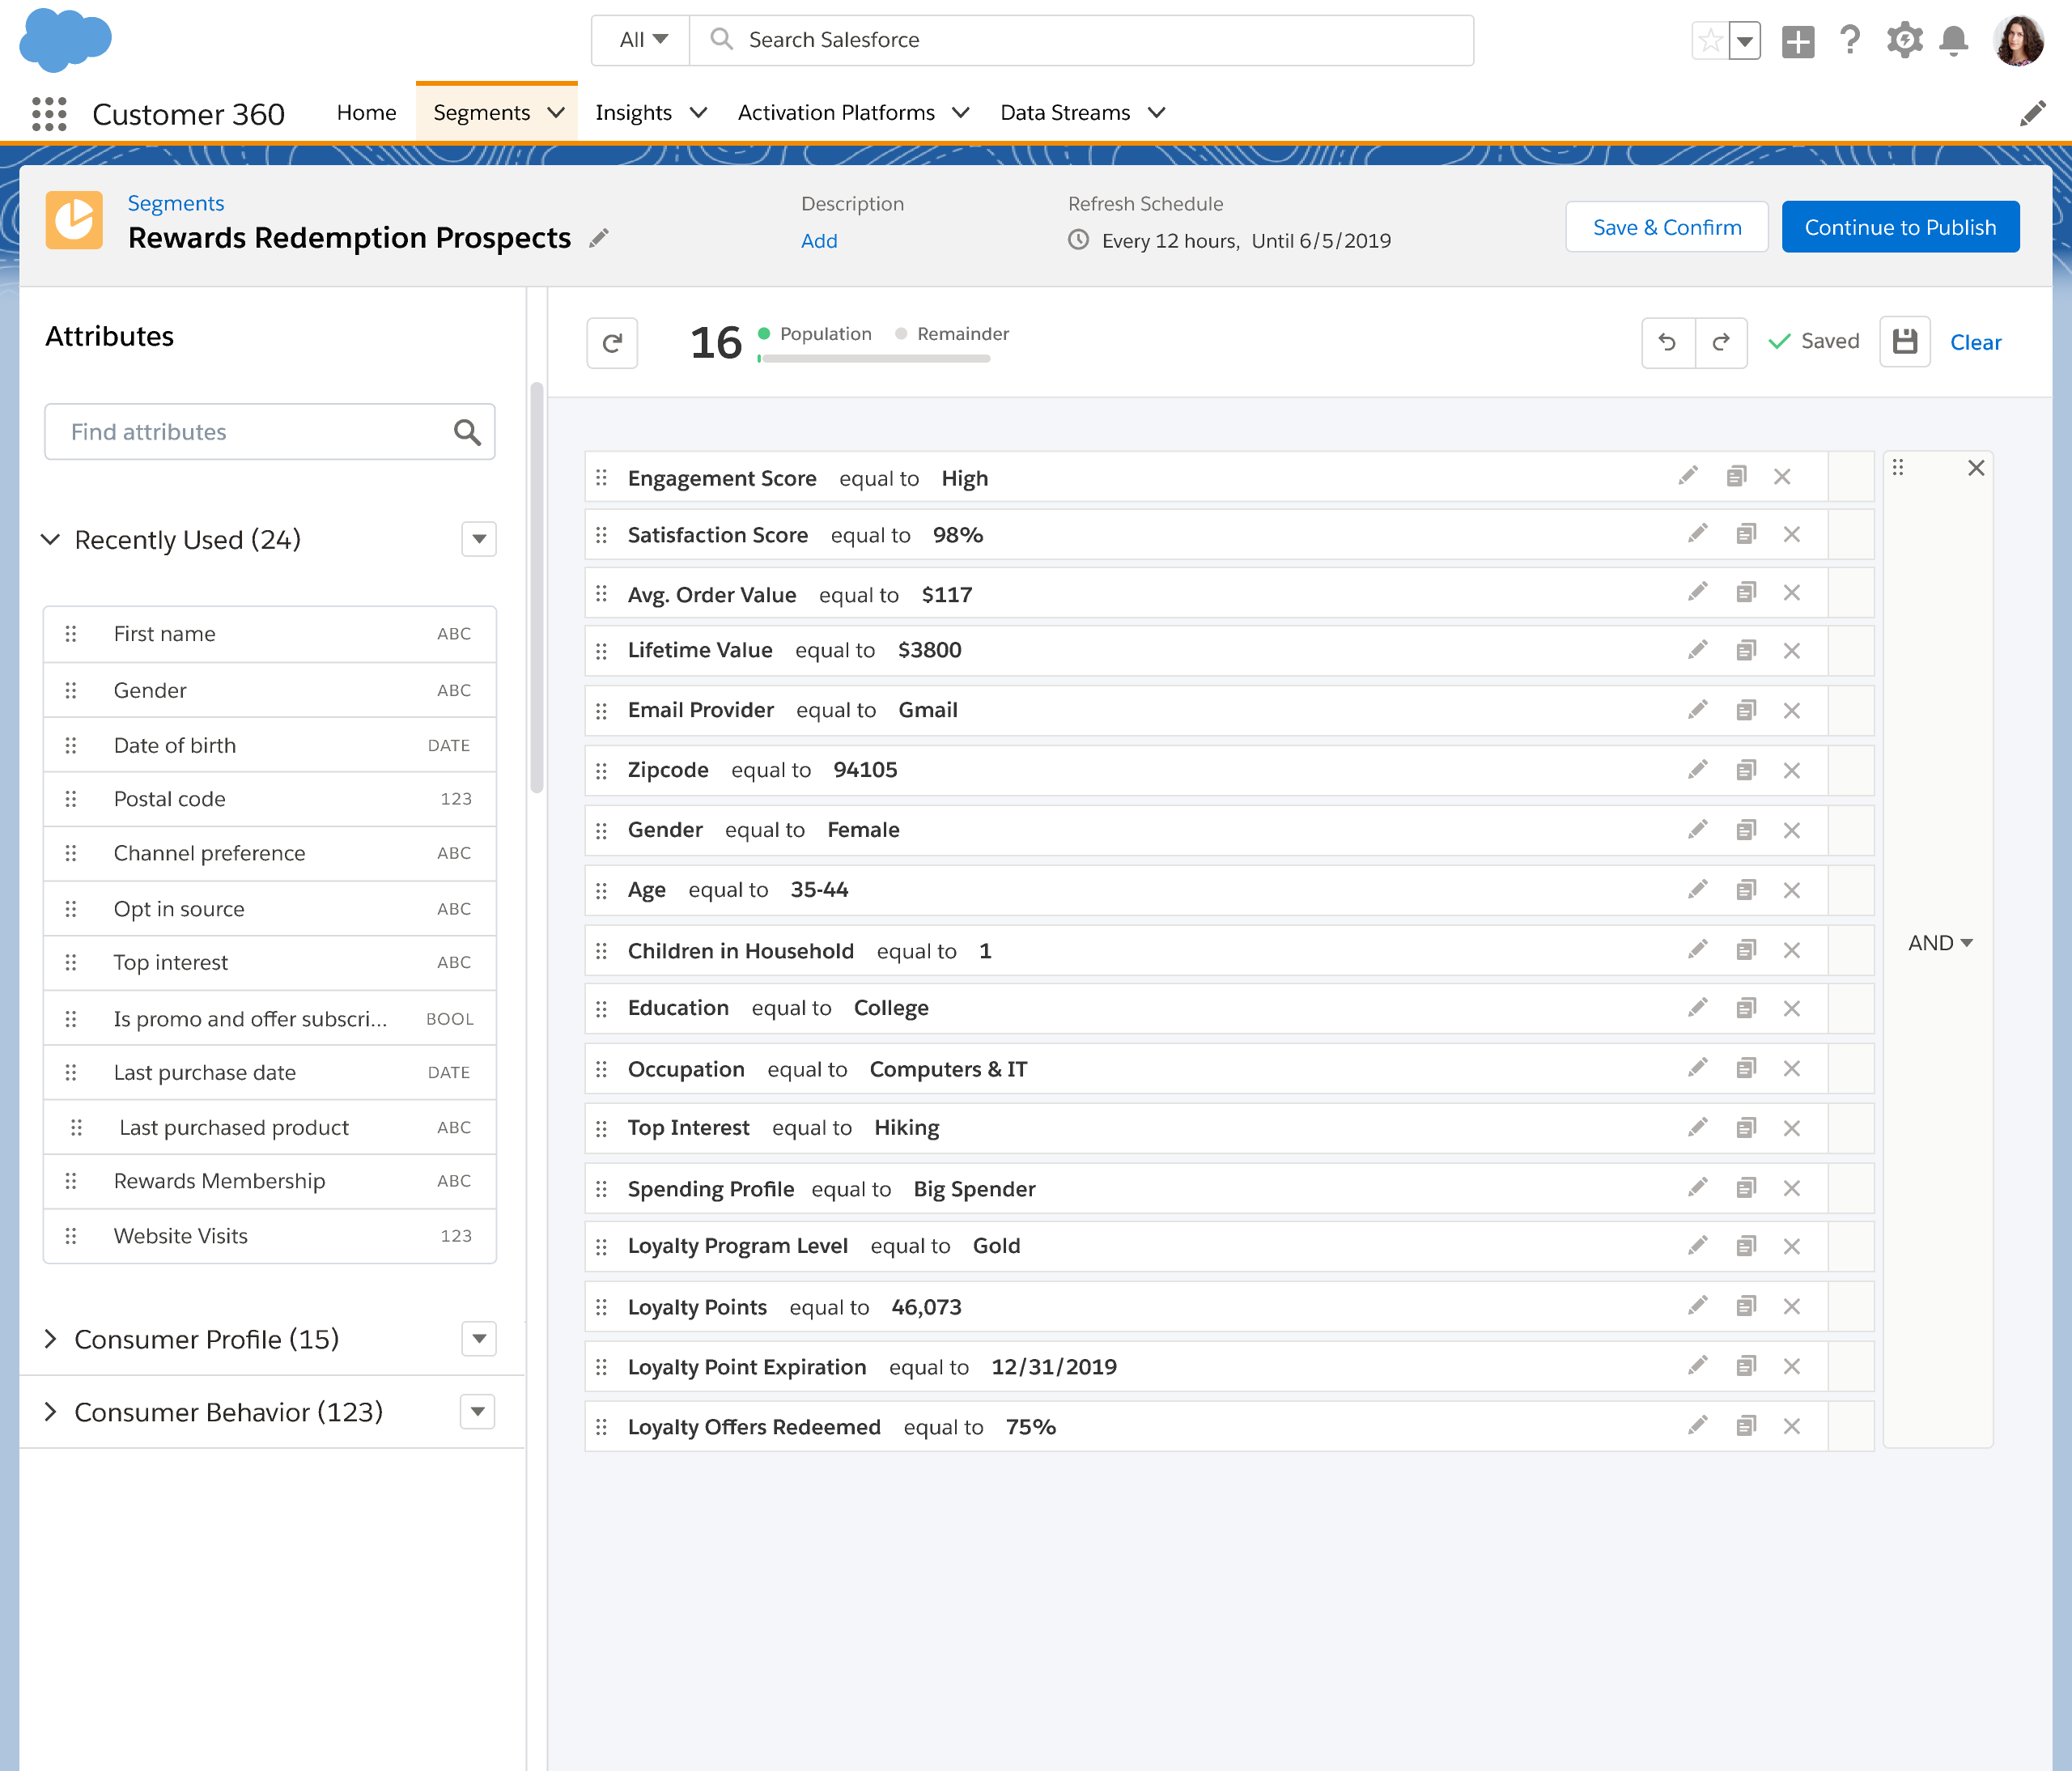 All Search Salesforce
Customer 360 Home Segments Insights Activation Platforms Data Streams
Segments
Rewards Redemption Prospects
Description
Add
Refresh Schedule
Every 12 hours, Until 6/5/2019
Save & Confirm Continue to Publish
Attributes
Find attributes
Recently Used (24)
First name ABC
Gender ABC
Date of birth DATE
Postal code 123
Channel preference ABC
Opt in source ABC
Top interest ABC
Is promo and offer subscri... BOOL
Last purchase date DATE
Last purchased product ABC
Rewards Membership ABC
Website Visits 123
Consumer Profile (15)
Consumer Behavior (123)
16 Population Remainder
Saved Clear
Engagement Score equal to High
Satisfaction Score equal to 98%
Avg. Order Value equal to $117
Lifetime Value equal to $3800
Email Provider equal to Gmail
Zipcode equal to 94105
Gender equal to Female
Age equal to 35-44
Children in Household equal to 1
Education equal to College
Occupation equal to Computers & IT
Top Interest equal to Hiking
Spending Profile equal to Big Spender
Loyalty Program Level equal to Gold
Loyalty Points equal to 46,073
Loyalty Point Expiration equal to 12/31/2019
Loyalty Offers Redeemed equal to 75%
AND